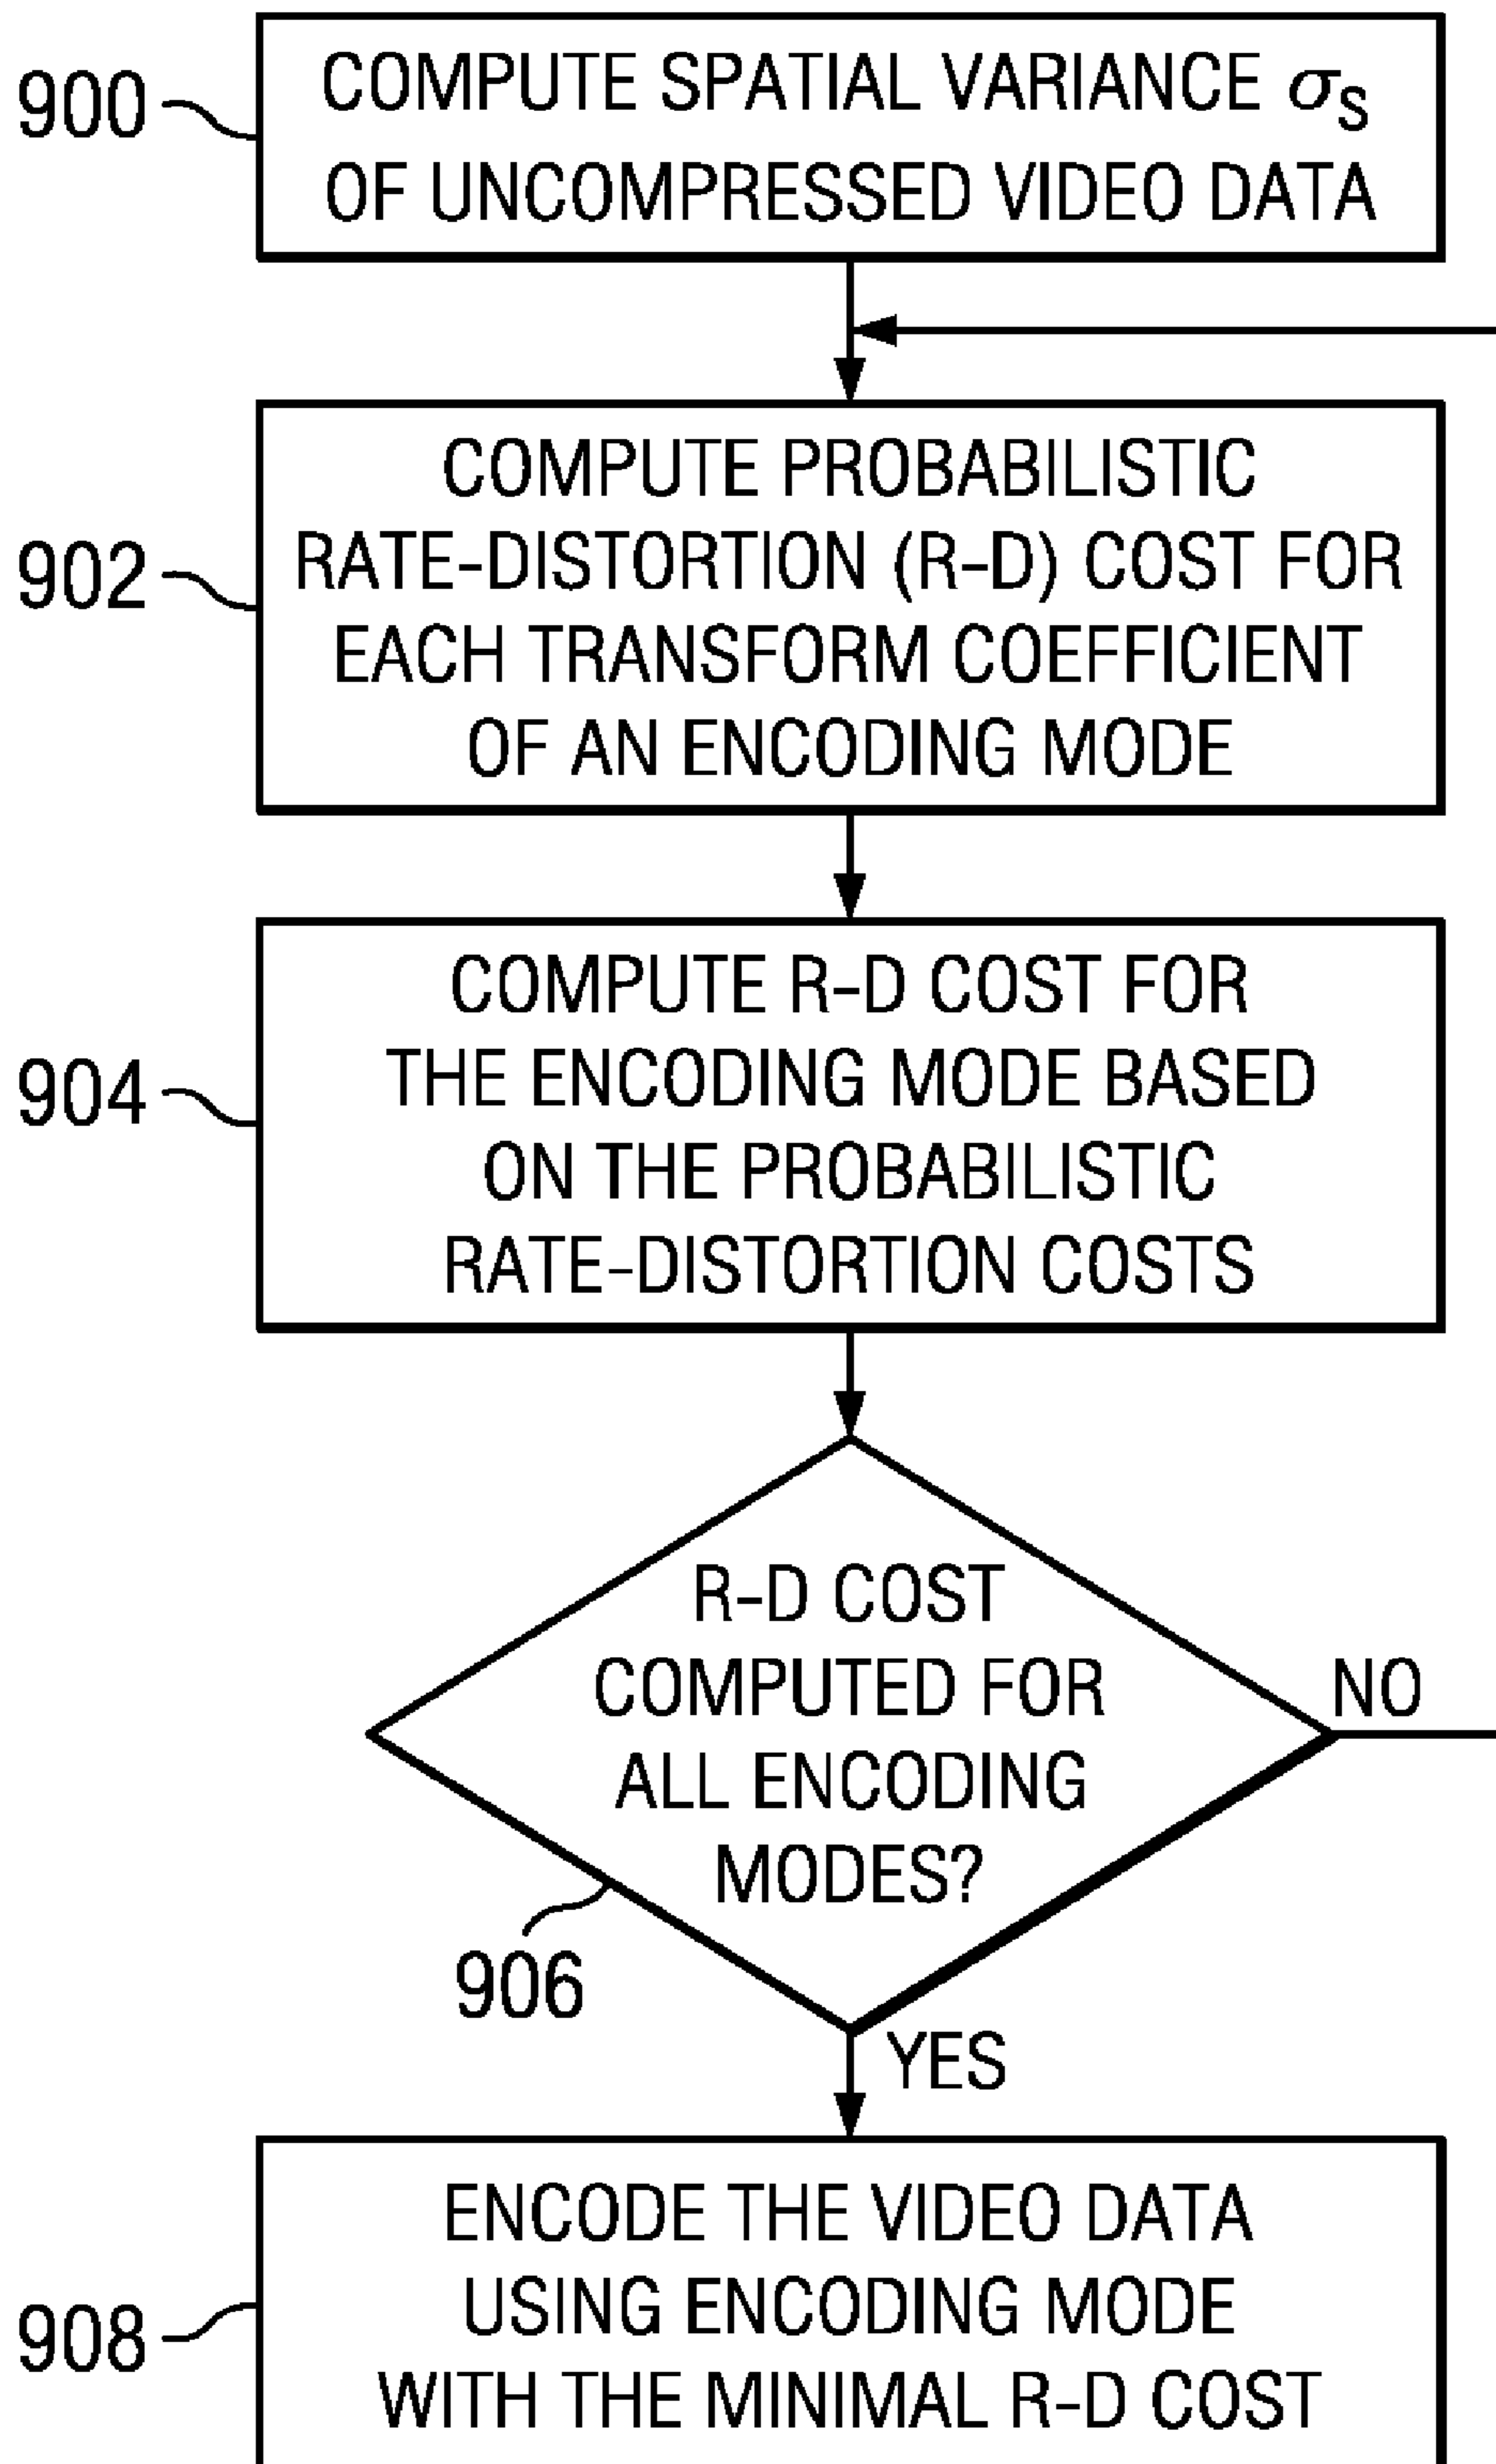 900
COMPUTE SPATIAL VARIANCE σS
OF UNCOMPRESSED VIDEO DATA
902
COMPUTE PROBABILISTIC
RATE-DISTORTION (R-D) COST FOR
EACH TRANSFORM COEFFICIENT
OF AN ENCODING MODE
904
COMPUTE R-D COST FOR
THE ENCODING MODE BASED
ON THE PROBABILISTIC
RATE-DISTORTION COSTS
R-D COST
COMPUTED FOR
ALL ENCODING
MODES?
NO
906
YES
908
ENCODE THE VIDEO DATA
USING ENCODING MODE
WITH THE MINIMAL R-D COST